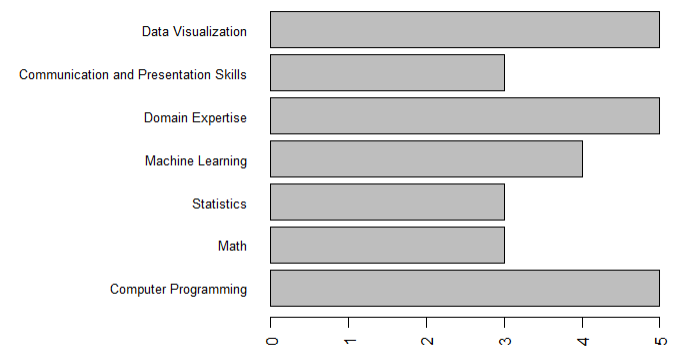 Data Visualization
Communication and Presentation Skills
Domain Expertise
Machine Learning
Statistics
Math
Computer Programming
0 1 2 3 4 5